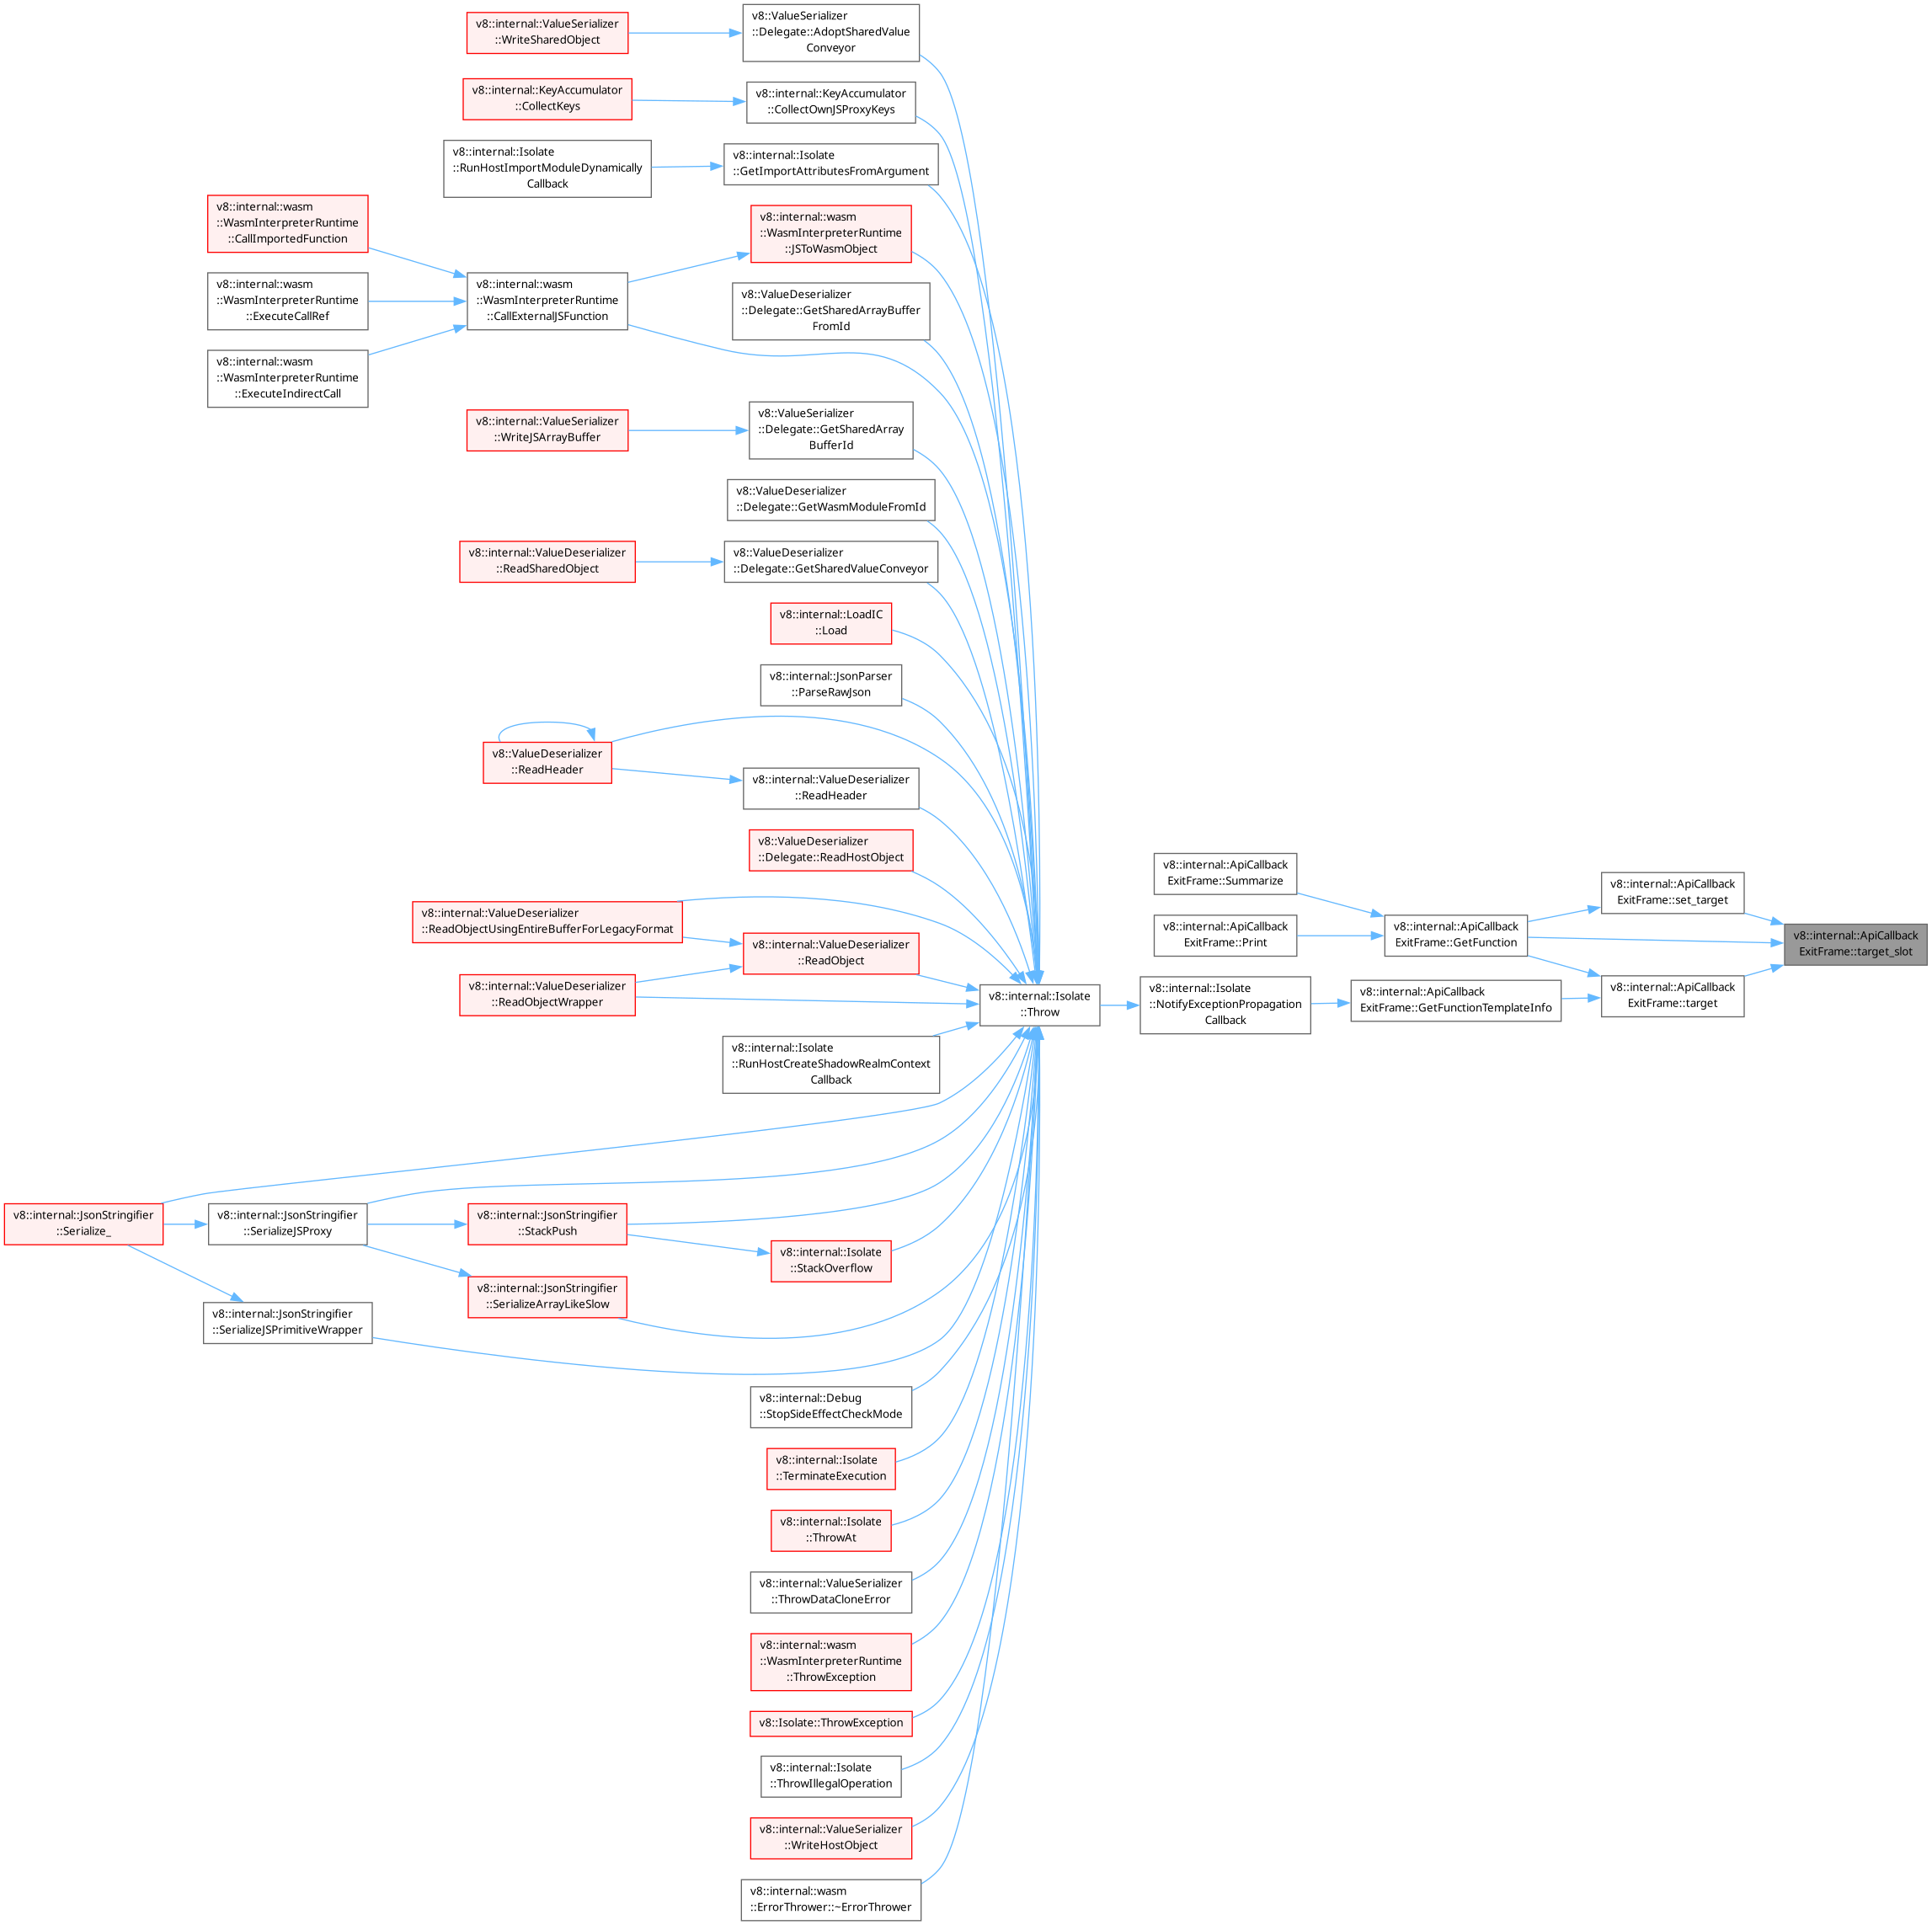 v8::internal::ValueSerializer
::WriteSharedObject
v8::ValueSerializer
::Delegate::AdoptSharedValue
Conveyor
v8::internal::KeyAccumulator
::CollectKeys
v8::internal::KeyAccumulator
::CollectOwnJSProxyKeys
v8::internal::Isolate
::RunHostImportModuleDynamically
Callback
v8::internal::Isolate
::GetImportAttributesFromArgument
v8::internal::wasm
::WasmInterpreterRuntime
::CallImportedFunction
v8::internal::wasm
::WasmInterpreterRuntime
::JSToWasmObject
v8::internal::wasm
::WasmInterpreterRuntime
::ExecuteCallRef
v8::internal::wasm
::WasmInterpreterRuntime
::CallExternalJSFunction
v8::ValueDeserializer
::Delegate::GetSharedArrayBuffer
FromId
v8::internal::wasm
::WasmInterpreterRuntime
::ExecuteIndirectCall
v8::internal::ValueSerializer
::WriteJSArrayBuffer
v8::ValueSerializer
::Delegate::GetSharedArray
BufferId
v8::ValueDeserializer
::Delegate::GetWasmModuleFromId
v8::internal::ValueDeserializer
::ReadSharedObject
v8::ValueDeserializer
::Delegate::GetSharedValueConveyor
v8::internal::LoadIC
::Load
v8::internal::JsonParser
::ParseRawJson
v8::ValueDeserializer
::ReadHeader
v8::internal::ValueDeserializer
::ReadHeader
v8::ValueDeserializer
::Delegate::ReadHostObject
v8::internal::ApiCallback
ExitFrame::Summarize
v8::internal::ApiCallback
ExitFrame::set_target
v8::internal::ValueDeserializer
::ReadObjectUsingEntireBufferForLegacyFormat
v8::internal::ApiCallback
ExitFrame::Print
v8::internal::ApiCallback
ExitFrame::GetFunction
v8::internal::ApiCallback
ExitFrame::target_slot
v8::internal::ValueDeserializer
::ReadObject
v8::internal::ValueDeserializer
::ReadObjectWrapper
v8::internal::Isolate
::Throw
v8::internal::Isolate
::NotifyExceptionPropagation
Callback
v8::internal::ApiCallback
ExitFrame::GetFunctionTemplateInfo
v8::internal::ApiCallback
ExitFrame::target
v8::internal::Isolate
::RunHostCreateShadowRealmContext
Callback
v8::internal::JsonStringifier
::Serialize_
v8::internal::JsonStringifier
::SerializeJSProxy
v8::internal::JsonStringifier
::StackPush
v8::internal::Isolate
::StackOverflow
v8::internal::JsonStringifier
::SerializeArrayLikeSlow
v8::internal::JsonStringifier
::SerializeJSPrimitiveWrapper
v8::internal::Debug
::StopSideEffectCheckMode
v8::internal::Isolate
::TerminateExecution
v8::internal::Isolate
::ThrowAt
v8::internal::ValueSerializer
::ThrowDataCloneError
v8::internal::wasm
::WasmInterpreterRuntime
::ThrowException
v8::Isolate::ThrowException
v8::internal::Isolate
::ThrowIllegalOperation
v8::internal::ValueSerializer
::WriteHostObject
v8::internal::wasm
::ErrorThrower::~ErrorThrower